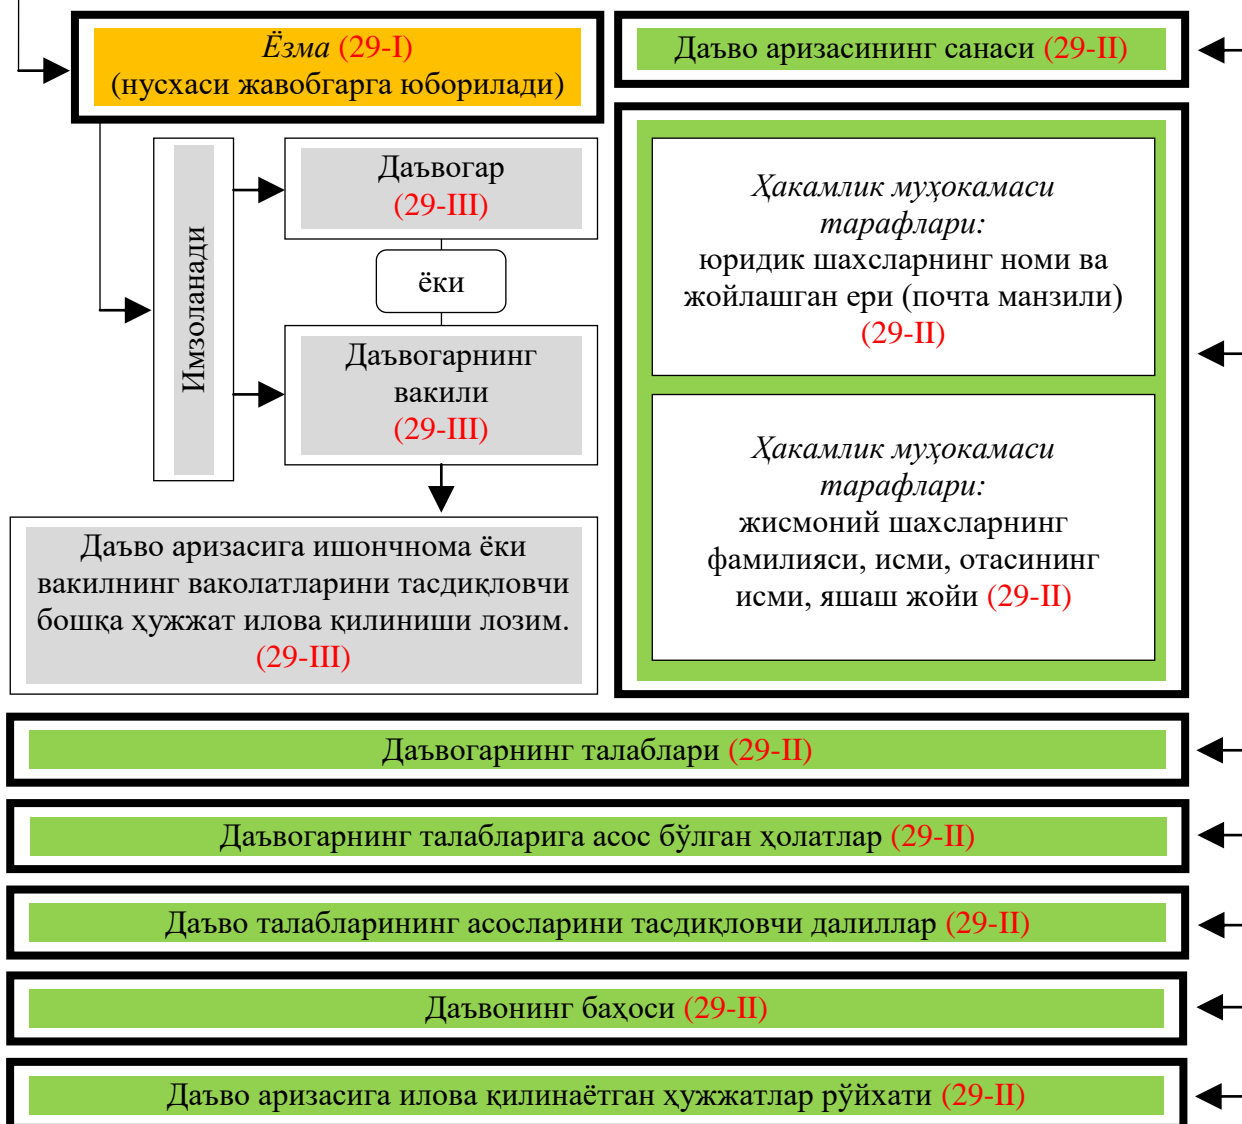 Ёзма (29-I)
(нусхаси жавобгарга юборилади)
Даъво аризасининг санаси (29-II)
Имзоланади
Даъвогар
(29-III)
ёки
Даъвогарнинг
вакили
(29-III)
Даъво аризасига ишончнома ёки
вакилнинг ваколатларини тасдиқловчи
бошқа ҳужжат илова қилиниши лозим.
(29-III)
Ҳакамлик муҳокамаси
тарафлари:
юридик шахсларнинг номи ва
жойлашган ери (почта манзили)
(29-II)
Ҳакамлик муҳокамаси
тарафлари:
жисмоний шахсларнинг
фамилияси, исми, отасининг
исми, яшаш жойи (29-II)
Даъвогарнинг талаблари (29-II)
Даъвогарнинг талабларига асос бўлган ҳолатлар (29-II)
Даъво талабларининг асосларини тасдиқловчи далиллар (29-II)
Даъвонинг баҳоси (29-II)
Даъво аризасига илова қилинаётган ҳужжатлар рўйхати (29-II)